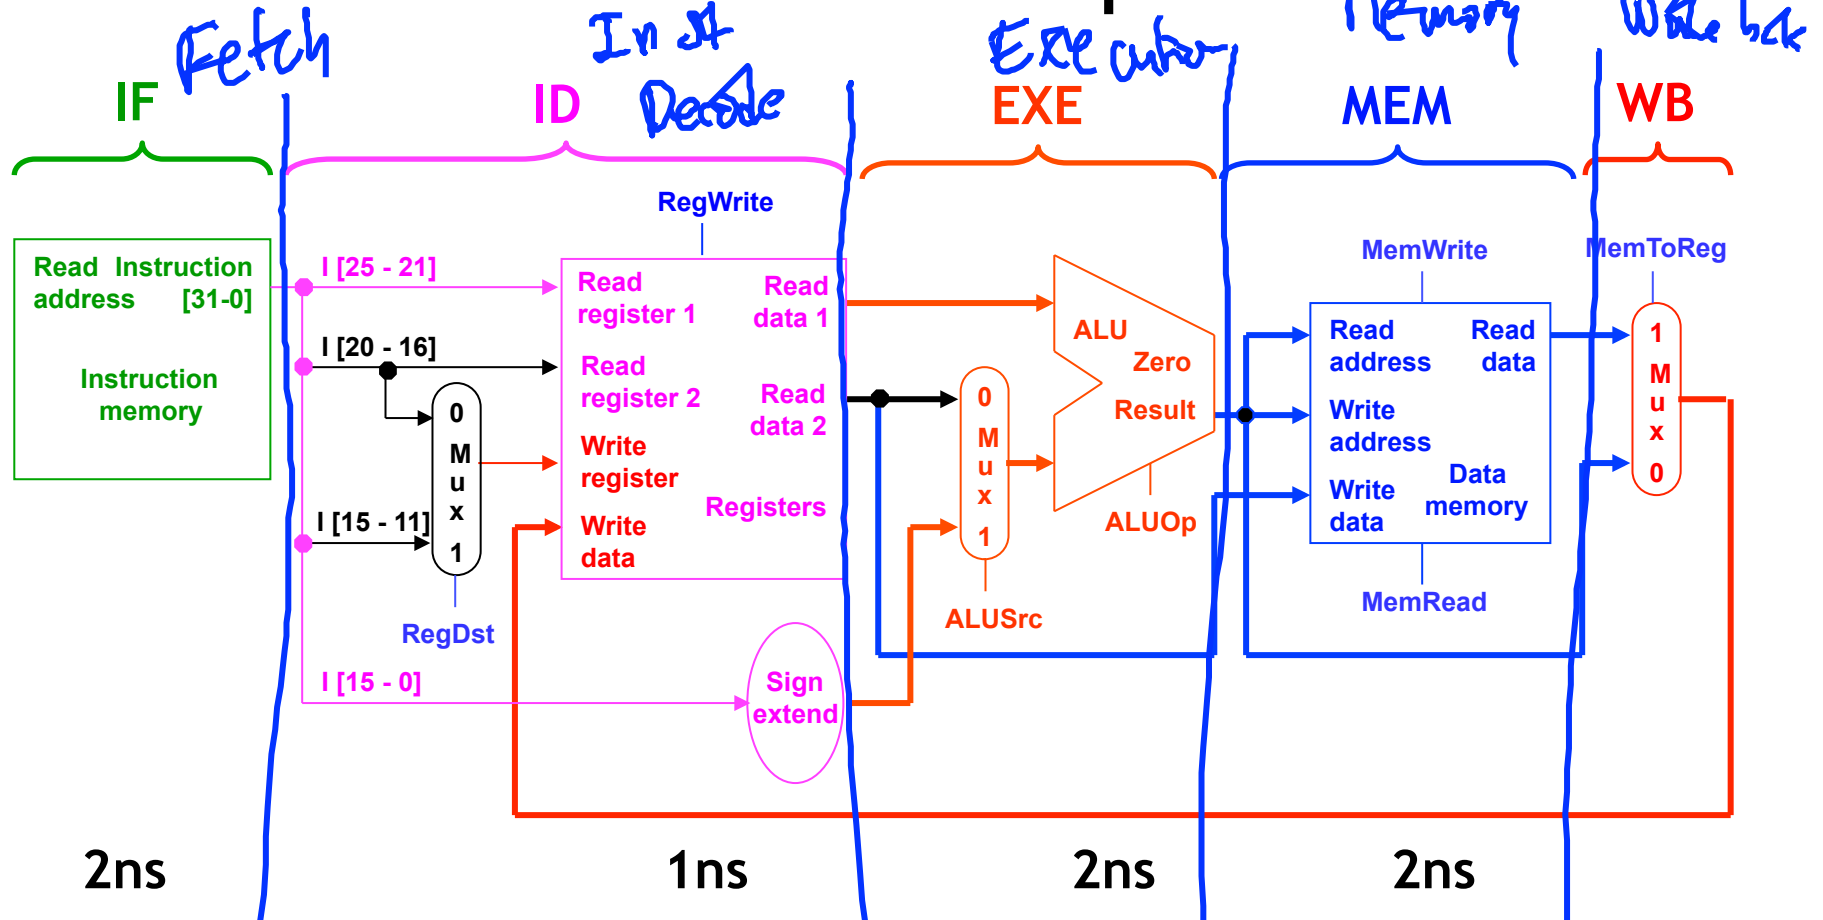 Fetch
Inst
Decode
Execution
Memory
IF
ID
EXE
MEM
WB
RegWrite
Read Instruction
address [31-0]
Instruction
memory
I [25 - 21]
I [20 - 16]
I [15 - 11]
I [15 - 0]
0
M
u
x
1
RegDst
Read
register 1
Read
data 1
Read
register 2
Read
data 2
Write
register
Registers
Write
data
Sign
extend
0
M
u
x
1
ALUSrc
ALU
Zero
Result
ALUOp
MemWrite
Read
address
Read
data
Write
address
Write
data
Data
memory
MemRead
MemToReg
1
M
u
x
0
2ns
1ns
2ns
2ns